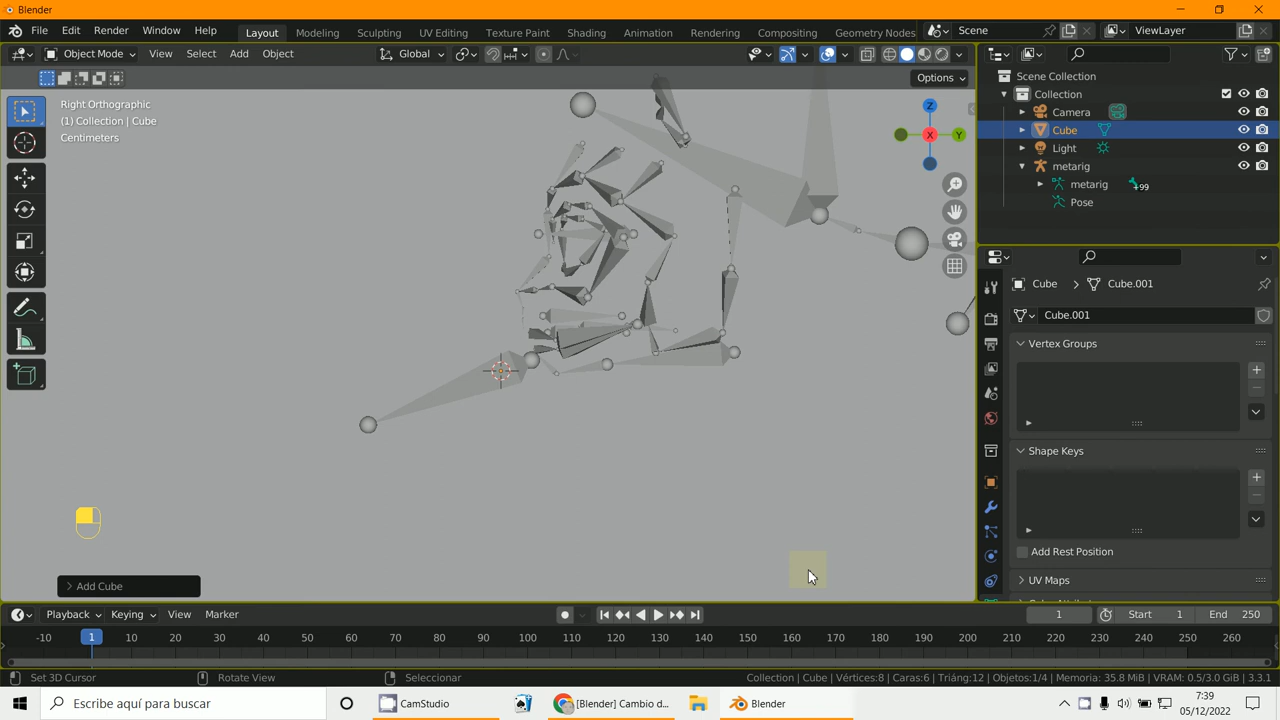 Blender
File Edit Render Window Help Layout Modeling Sculpting UV Editing Texture Paint Shading Animation Rendering Compositing Geometry Nodes Scene ViewLayer
Object Mode View Select Add Object Global
Options
Right Orthographic
(1) Collection | Cube
Centimeters
Z
X
Y
Scene Collection
Collection
Camera
Cube
Light
metarig
metarig +99
Pose
Cube > Cube.001
Cube.001
Vertex Groups
Shape Keys
Add Rest Position
UV Maps
> Add Cube
Playback Keying View Marker 1 Start 1 End 250
-10 1 10 20 30 40 50 60 70 80 90 100 110 120 130 140 150 160 170 180 190 200 210 220 230 240 250 260
Set 3D Cursor Rotate View Seleccionar Collection | Cube | Vértices:8 | Caras:6 | Triáng:12 | Objetos:1/4 | Memoria: 35.8 MiB | VRAM: 0.5/3.0 GiB | 3.3.1
Escribe aquí para buscar CamStudio [Blender] Cambio d... Blender 7:39
05/12/2022